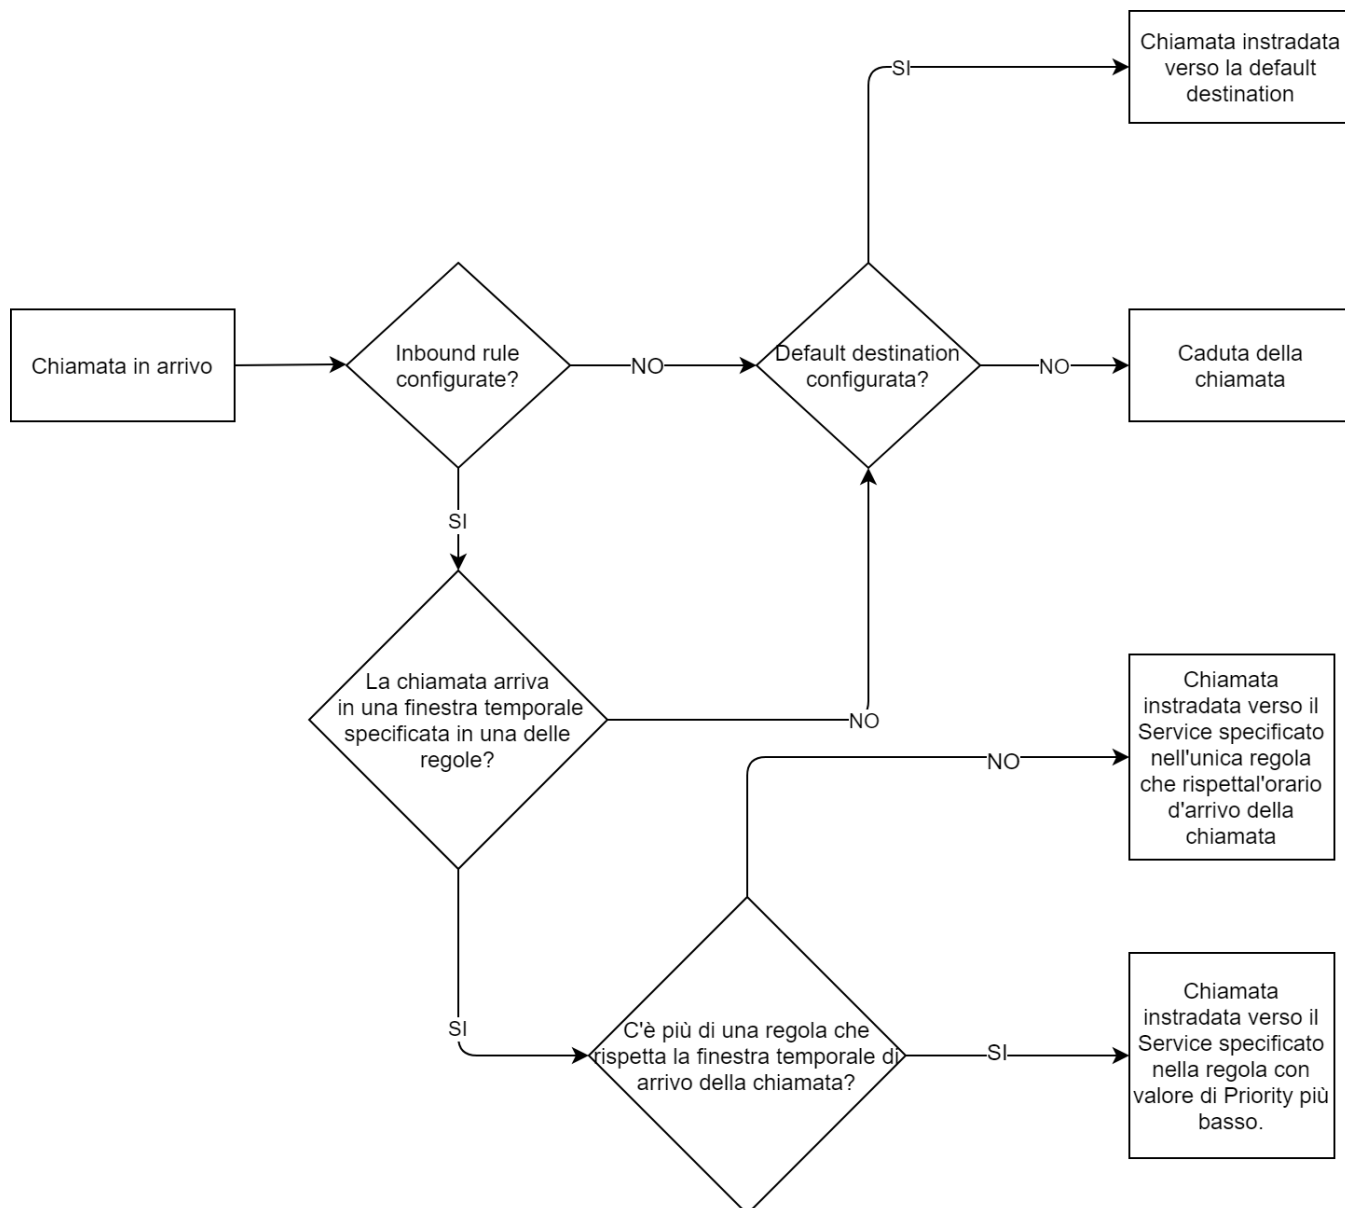 Chiamata instradata
verso la default
destination
SI
Chiamata in arrivo
Inbound rule
configurate?
NO
Default destination
configurata?
NO
Caduta della
chiamata
SI
La chiamata arriva
in una finestra temporale
specificata in una delle
regole?
NO
Chiamata
instradata verso il
Service specificato
nell'unica regola
che rispettal'orario
d'arrivo della
chiamata
NO
SI
C'è più di una regola che
rispetta la finestra temporale di
arrivo della chiamata?
SI
Chiamata
instradata verso il
Service specificato
nella regola con
valore di Priority più
basso.